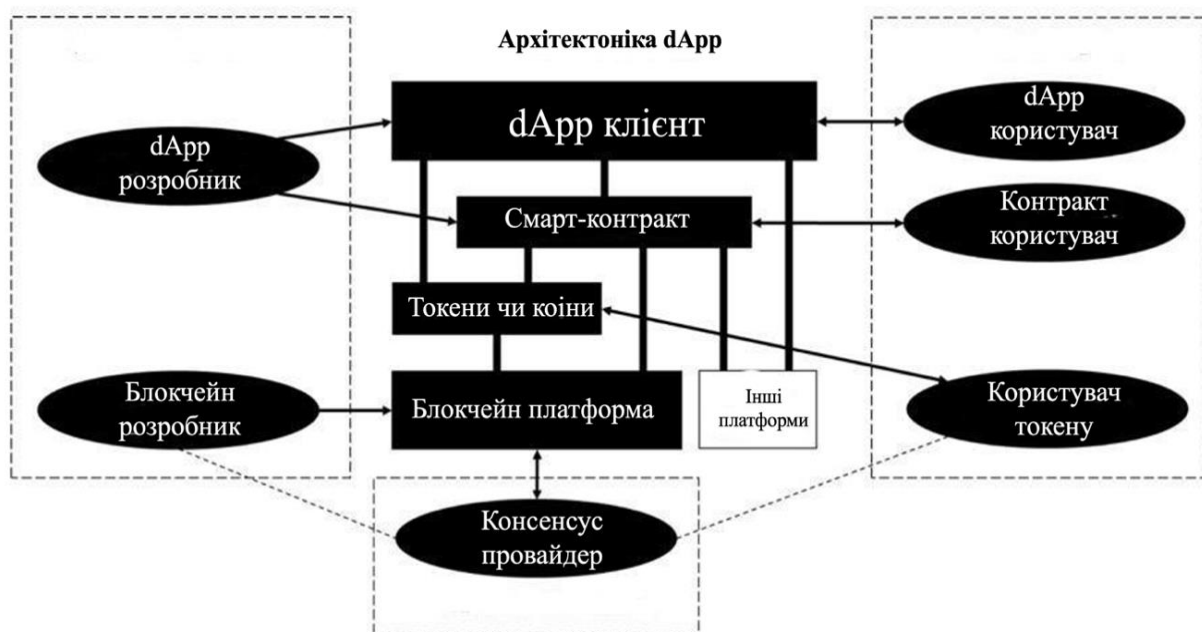 Архітектоніка dApp
dApp клієнт
dApp
користувач
dApp
розробник
Смарт-контракт
Контракт
користувач
Токени чи коіни
Блокчейн
розробник
Блокчейн платформа
Інші
платформи
Користувач
токену
Консенсус
провайдер